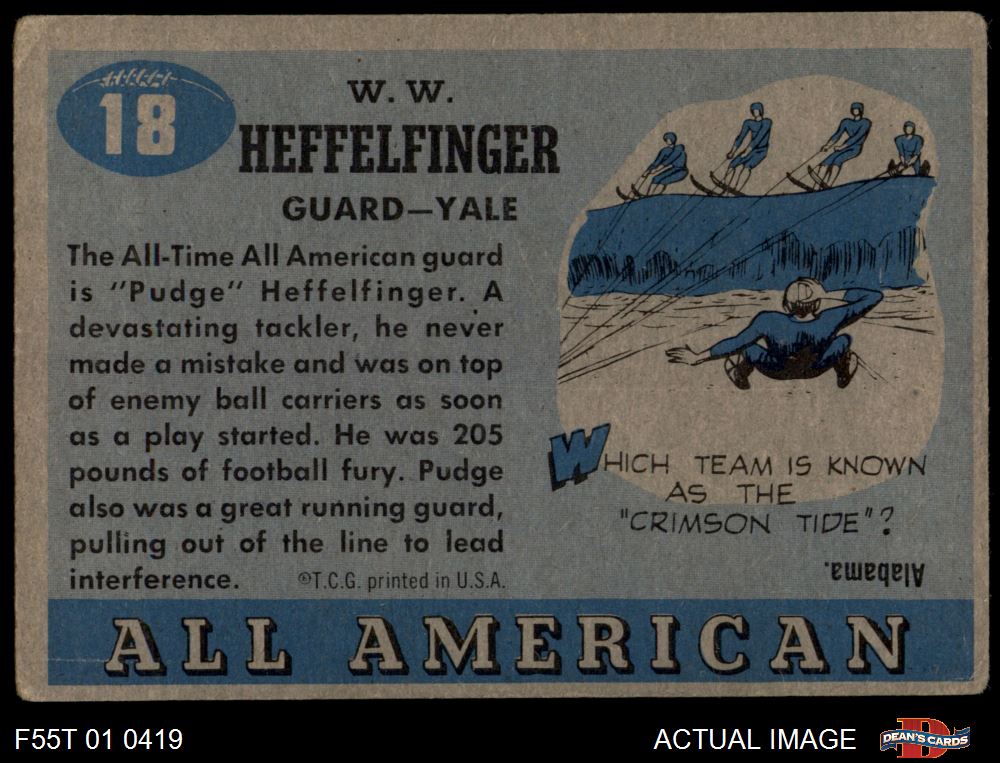 18
W. W.
HEFFELFINGER
GUARD—YALE
The All-Time All American guard
is "Pudge" Heffelfinger. A
devastating tackler, he never
made a mistake and was on top
of enemy ball carriers as soon
as a play started. He was 205
pounds of football fury. Pudge
also was a great running guard,
pulling out of the line to lead
interference.
©T.C.G. printed in U.S.A.
WHICH TEAM IS KNOWN
AS THE
"CRIMSON TIDE"?
Alabama.
ALL AMERICAN
F55T 01 0419
ACTUAL IMAGE
D
DEAN'S CARDS